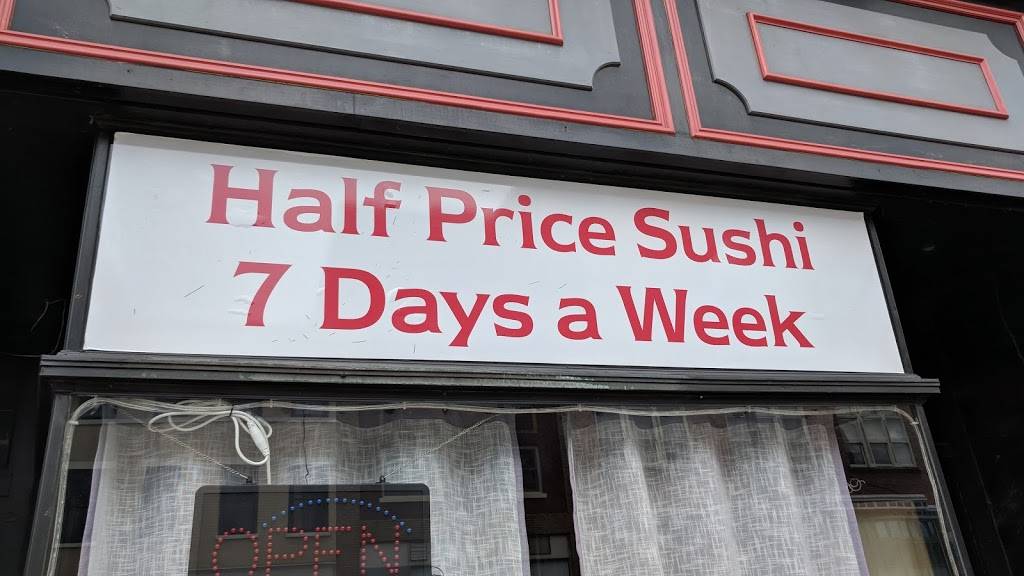 Half Price Sushi
7 Days a Week
OPEN